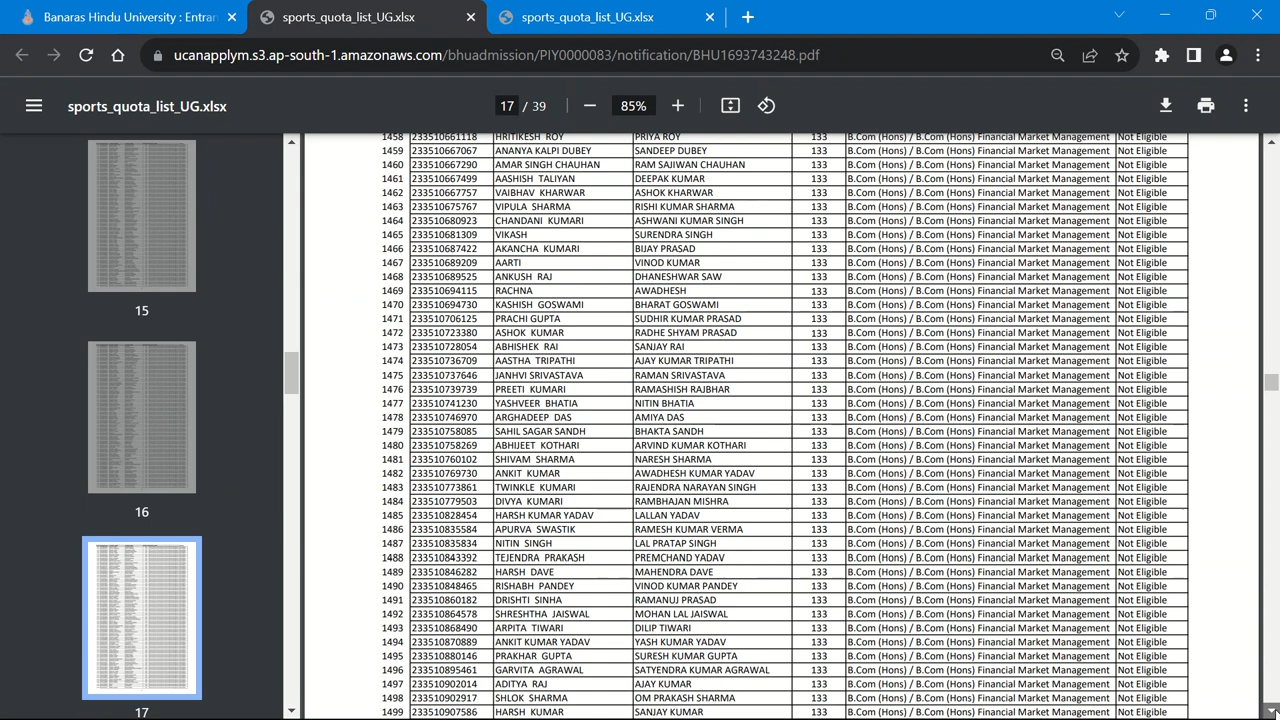 Banaras Hindu University : Entran
sports_quota_list_UG.xlsx
sports_quota_list_UG.xlsx
ucanapplym.s3.ap-south-1.amazonaws.com/bhuadmission/PIY0000083/notification/BHU1693743248.pdf
sports_quota_list_UG.xlsx
17 / 39
85%
15
16
17
1458 233510661118 HRITIKESH ROY PRIYA ROY 133 B.Com (Hons) / B.Com (Hons) Financial Market Management Not Eligible
1459 233510667067 ANANYA KALPI DUBEY SANDEEP DUBEY 133 B.Com (Hons) / B.Com (Hons) Financial Market Management Not Eligible
1460 233510667290 AMAR SINGH CHAUHAN RAM SAJIWAN CHAUHAN 133 B.Com (Hons) / B.Com (Hons) Financial Market Management Not Eligible
1461 233510667499 AASHISH TALIYAN DEEPAK KUMAR 133 B.Com (Hons) / B.Com (Hons) Financial Market Management Not Eligible
1462 233510667757 VAIBHAV KHARWAR ASHOK KHARWAR 133 B.Com (Hons) / B.Com (Hons) Financial Market Management Not Eligible
1463 233510675767 VIPULA SHARMA RISHI KUMAR SHARMA 133 B.Com (Hons) / B.Com (Hons) Financial Market Management Not Eligible
1464 233510680923 CHANDANI KUMARI ASHWANI KUMAR SINGH 133 B.Com (Hons) / B.Com (Hons) Financial Market Management Not Eligible
1465 233510681309 VIKASH SURENDRA SINGH 133 B.Com (Hons) / B.Com (Hons) Financial Market Management Not Eligible
1466 233510687422 AKANCHA KUMARI BIJAY PRASAD 133 B.Com (Hons) / B.Com (Hons) Financial Market Management Not Eligible
1467 233510689209 AARTI VINOD KUMAR 133 B.Com (Hons) / B.Com (Hons) Financial Market Management Not Eligible
1468 233510689525 ANKUSH RAJ DHANESHWAR SAW 133 B.Com (Hons) / B.Com (Hons) Financial Market Management Not Eligible
1469 233510694115 RACHNA AWADHESH 133 B.Com (Hons) / B.Com (Hons) Financial Market Management Not Eligible
1470 233510694730 KASHISH GOSWAMI BHARAT GOSWAMI 133 B.Com (Hons) / B.Com (Hons) Financial Market Management Not Eligible
1471 233510706125 PRACHI GUPTA SUDHIR KUMAR PRASAD 133 B.Com (Hons) / B.Com (Hons) Financial Market Management Not Eligible
1472 233510723380 ASHOK KUMAR RADHE SHYAM PRASAD 133 B.Com (Hons) / B.Com (Hons) Financial Market Management Not Eligible
1473 233510728054 ABHISHEK RAI SANJAY RAI 133 B.Com (Hons) / B.Com (Hons) Financial Market Management Not Eligible
1474 233510736709 AASTHA TRIPATHI AJAY KUMAR TRIPATHI 133 B.Com (Hons) / B.Com (Hons) Financial Market Management Not Eligible
1475 233510737646 JANHVI SRIVASTAVA RAMAN SRIVASTAVA 133 B.Com (Hons) / B.Com (Hons) Financial Market Management Not Eligible
1476 233510739739 PREETI KUMARI RAMASHISH RAJBHAR 133 B.Com (Hons) / B.Com (Hons) Financial Market Management Not Eligible
1477 233510741230 YASHVEER BHATIA NITIN BHATIA 133 B.Com (Hons) / B.Com (Hons) Financial Market Management Not Eligible
1478 233510746970 ARGHADEEP DAS AMIYA DAS 133 B.Com (Hons) / B.Com (Hons) Financial Market Management Not Eligible
1479 233510758085 SAHIL SAGAR SANDH BHAKTA SANDH 133 B.Com (Hons) / B.Com (Hons) Financial Market Management Not Eligible
1480 233510758269 ABHIJEET KOTHARI ARVIND KUMAR KOTHARI 133 B.Com (Hons) / B.Com (Hons) Financial Market Management Not Eligible
1481 233510760102 SHIVAM SHARMA NARESH SHARMA 133 B.Com (Hons) / B.Com (Hons) Financial Market Management Not Eligible
1482 233510769730 ANKIT KUMAR AWADHESH KUMAR YADAV 133 B.Com (Hons) / B.Com (Hons) Financial Market Management Not Eligible
1483 233510773861 TWINKLE KUMARI RAJENDRA NARAYAN SINGH 133 B.Com (Hons) / B.Com (Hons) Financial Market Management Not Eligible
1484 233510779503 DIVYA KUMARI RAMBHAJAN MISHRA 133 B.Com (Hons) / B.Com (Hons) Financial Market Management Not Eligible
1485 233510828454 HARSH KUMAR YADAV LALLAN YADAV 133 B.Com (Hons) / B.Com (Hons) Financial Market Management Not Eligible
1486 233510835584 APURVA SWASTIK RAMESH KUMAR VERMA 133 B.Com (Hons) / B.Com (Hons) Financial Market Management Not Eligible
1487 233510835834 NITIN SINGH LAL PRATAP SINGH 133 B.Com (Hons) / B.Com (Hons) Financial Market Management Not Eligible
1488 233510843392 TEJENDRA PRAKASH PREMCHAND YADAV 133 B.Com (Hons) / B.Com (Hons) Financial Market Management Not Eligible
1489 233510846282 HARSH DAVE MAHENDRA DAVE 133 B.Com (Hons) / B.Com (Hons) Financial Market Management Not Eligible
1490 233510848465 RISHABH PANDEY VINOD KUMAR PANDEY 133 B.Com (Hons) / B.Com (Hons) Financial Market Management Not Eligible
1491 233510860182 DRISHTI SINHA RAMANUJ PRASAD 133 B.Com (Hons) / B.Com (Hons) Financial Market Management Not Eligible
1492 233510864578 SHRESHTHA JAISWAL MOHAN LAL JAISWAL 133 B.Com (Hons) / B.Com (Hons) Financial Market Management Not Eligible
1493 233510868490 ARPITA TIWARI DILIP TIWARI 133 B.Com (Hons) / B.Com (Hons) Financial Market Management Not Eligible
1494 233510870889 ANKIT KUMAR YADAV YASH KUMAR YADAV 133 B.Com (Hons) / B.Com (Hons) Financial Market Management Not Eligible
1495 233510880146 PRAKHAR GUPTA SURESH KUMAR GUPTA 133 B.Com (Hons) / B.Com (Hons) Financial Market Management Not Eligible
1496 233510895461 GARVITA AGRAWAL SATYENDRA KUMAR AGRAWAL 133 B.Com (Hons) / B.Com (Hons) Financial Market Management Not Eligible
1497 233510902014 ADITYA RAJ AJAY KUMAR 133 B.Com (Hons) / B.Com (Hons) Financial Market Management Not Eligible
1498 233510902917 SHLOK SHARMA OM PRAKASH SHARMA 133 B.Com (Hons) / B.Com (Hons) Financial Market Management Not Eligible
1499 233510907586 HARSH KUMAR SANJAY KUMAR 133 B.Com (Hons) / B.Com (Hons) Financial Market Management Not Eligible